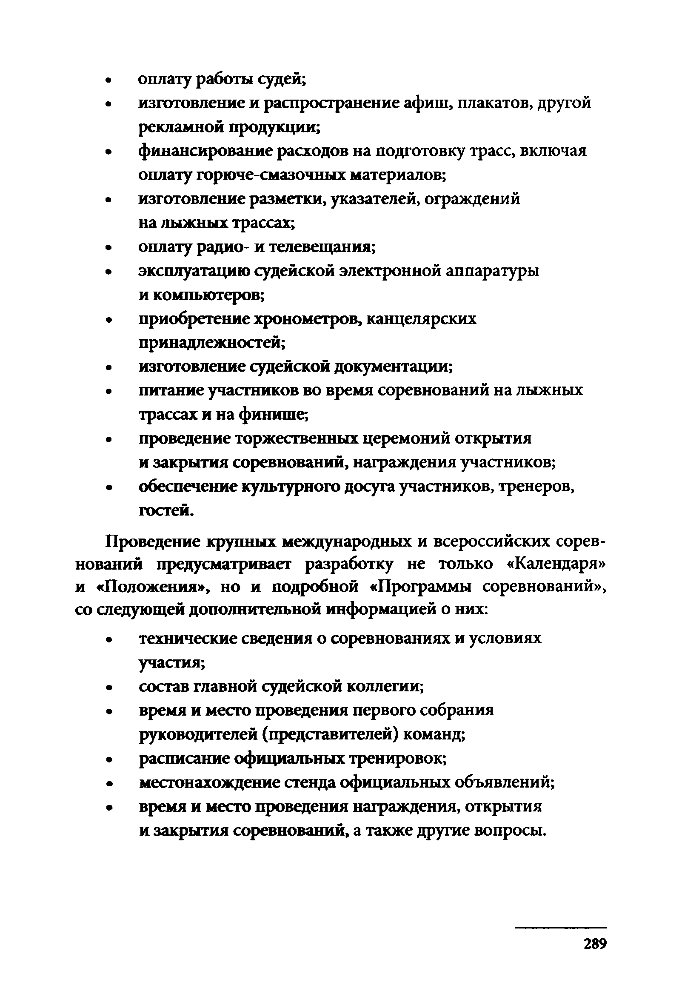 • оплату работы судей;
• изготовление и распространение афиш, плакатов, другой
рекламной продукции;
• финансирование расходов на подготовку трасс, включая
оплату горюче-смазочных материалов;
• изготовление разметки, указателей, ограждений
на лыжных трассах;
• оплату радио- и телевещания;
• эксплуатацию судейской электронной аппаратуры
и компьютеров;
• приобретение хронометров, канцелярских
принадлежностей;
• изготовление судейской документации;
• питание участников во время соревнований на лыжных
трассах и на финише;
• проведение торжественных церемоний открытия
и закрытия соревнований, награждения участников;
• обеспечение культурного досуга участников, тренеров,
гостей.
Проведение крупных международных и всероссийских сорев-
нований предусматривает разработку не только «Календаря»
и «Положения», но и подробной «Программы соревнований»,
со следующей дополнительной информацией о них:
• технические сведения о соревнованиях и условиях
участия;
• состав главной судейской коллегии;
• время и место проведения первого собрания
руководителей (представителей) команд;
• расписание официальных тренировок;
• местонахождение стенда официальных объявлений;
• время и место проведения награждения, открытия
и закрытия соревнований, а также другие вопросы.
289